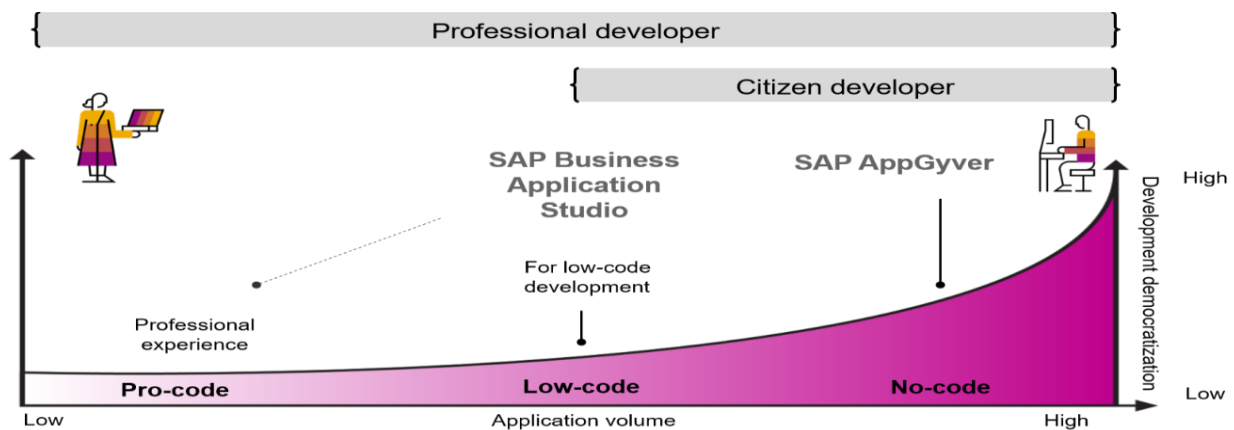 Professional developer
Citizen developer
SAP Business
Application
Studio
SAP AppGyver
High
For low-code
development
Professional
experience
Development democratization
Pro-code
Low-code
No-code
Low
Low
Application volume
High